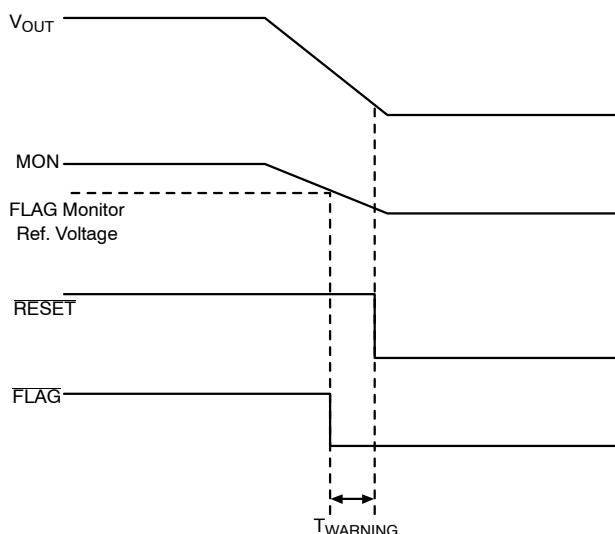 VOUT
MON
FLAG Monitor
Ref. Voltage
RESET
FLAG
TWARNING